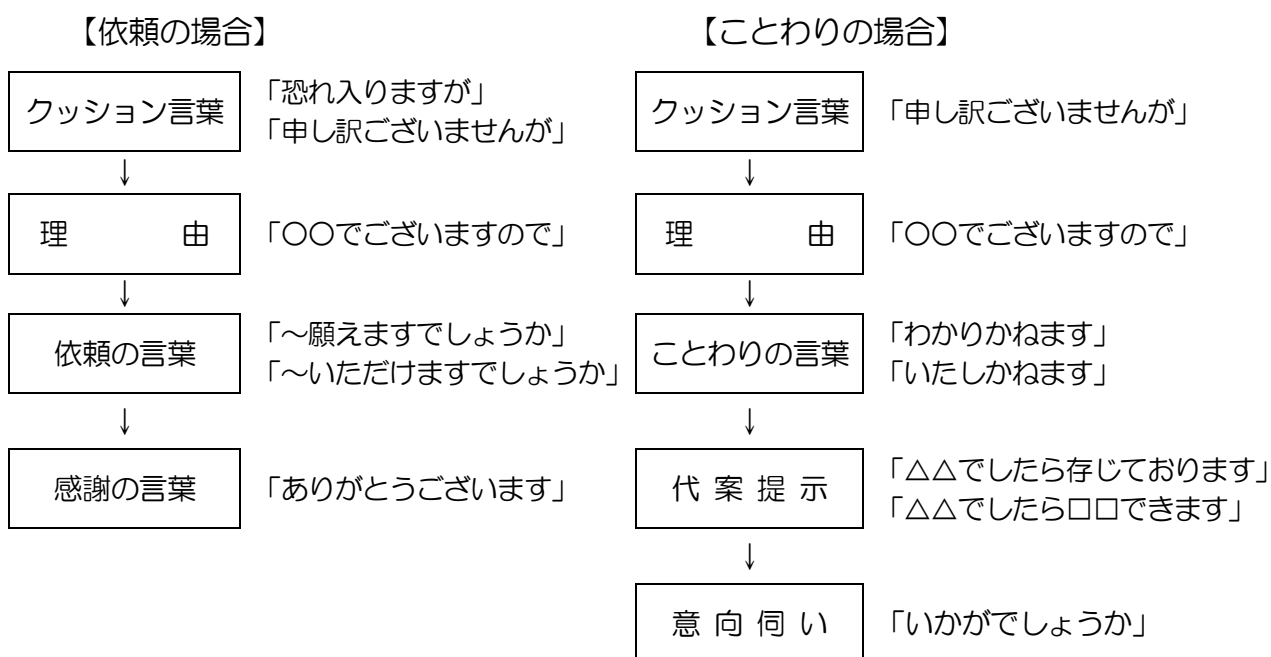 【依頼の場合】
クッション言葉
「恐れ入りますが」
「申し訳ございませんが」
↓
理 由
「〇〇でございますので」
↓
依頼の言葉
「～願えますでしょうか」
「～いただけますでしょうか」
↓
感謝の言葉
「ありがとうございます」
【ことわりの場合】
クッション言葉
「申し訳ございませんが」
↓
理 由
「〇〇でございますので」
↓
ことわりの言葉
「わかりかねます」
「いたしかねます」
↓
代 案 提 示
「△△でしたら存じております」
「△△でしたら□□できます」
↓
意 向 伺 い
「いかがでしょうか」